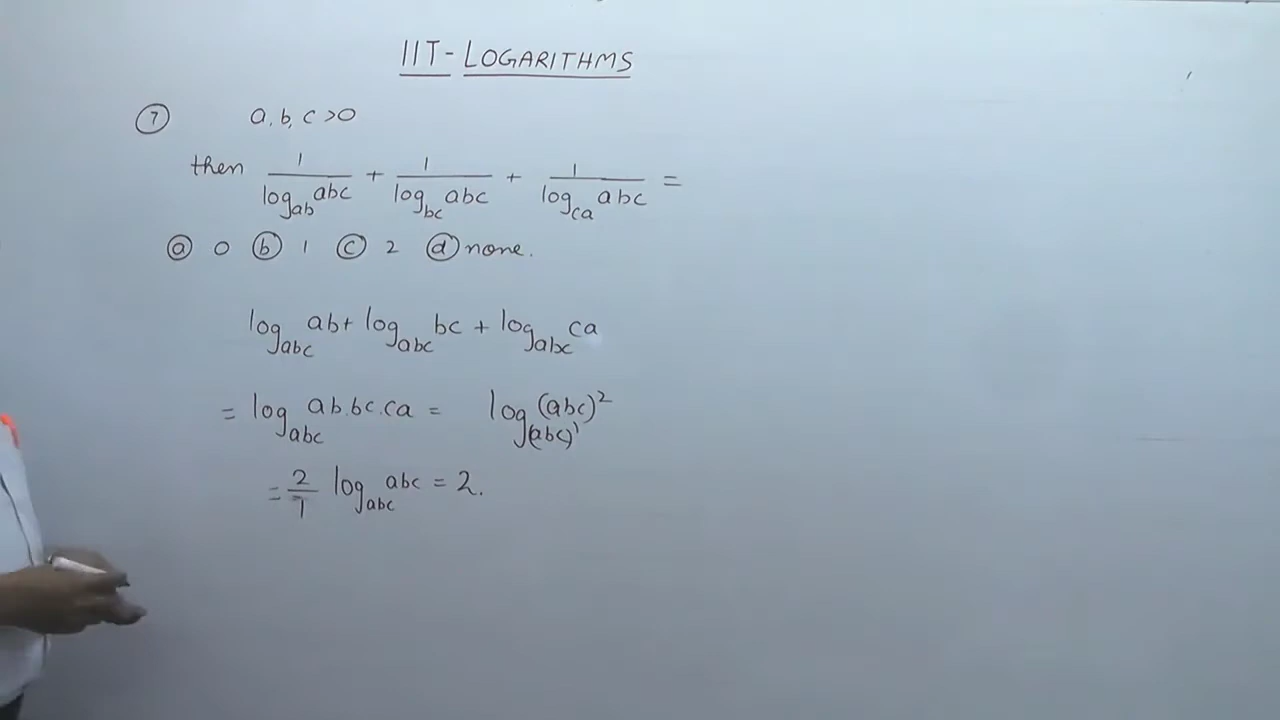 IIT - LOGARITHMS
⑦ a, b, c > 0
then 1/log_ab abc + 1/log_bc abc + 1/log_ca abc =
ⓐ 0 ⓑ 1 ⓒ 2 ⓓ none.
log_abc ab + log_abc bc + log_abc ca
= log_abc ab.bc.ca = log_(abc)^1 (abc)^2
= 2/1 log_abc abc = 2.